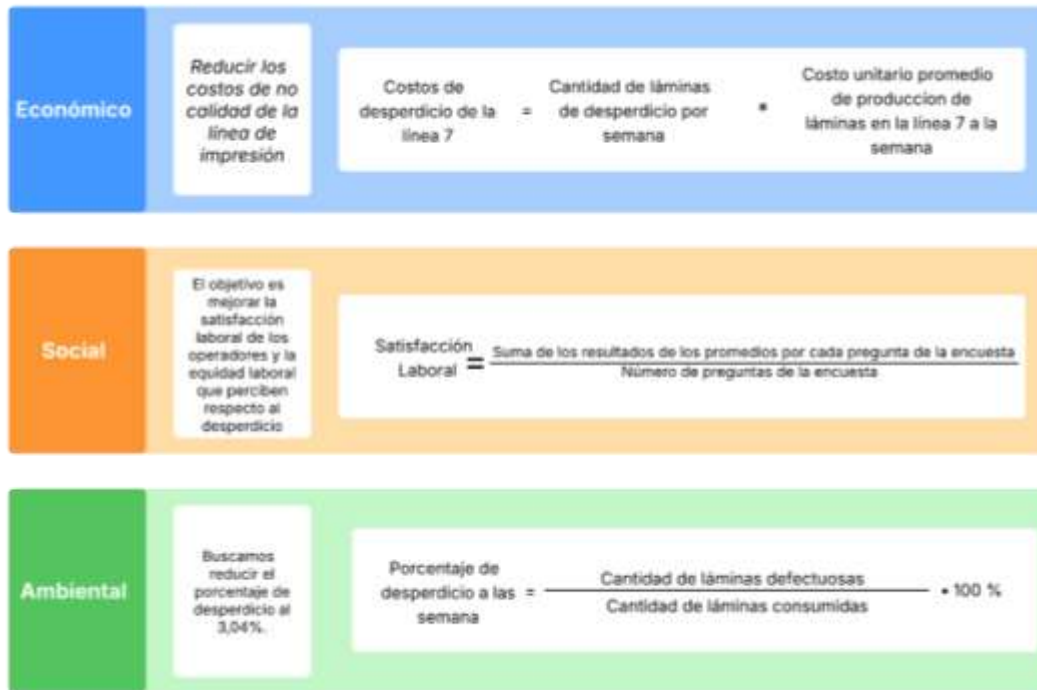 Económico
Reducir los
costos de no
calidad de la
línea de
impresión
Costos de
desperdicio de la
línea 7
=
Cantidad de láminas
de desperdicio por
semana
*
Costo unitario promedio
de produccion de
láminas en la línea 7 a la
semana
Social
El objetivo es
mejorar la
satisfacción
laboral de los
operadores y la
equidad laboral
que perciben
respecto al
desperdicio
Satisfacción
Laboral
=
Suma de los resultados de los promedios por cada pregunta de la encuesta
Número de preguntas de la encuesta
Ambiental
Buscamos
reducir el
porcentaje de
desperdicio al
3,04%.
Porcentaje de
desperdicio a las
semana
=
Cantidad de láminas defectuosas
Cantidad de láminas consumidas
* 100 %